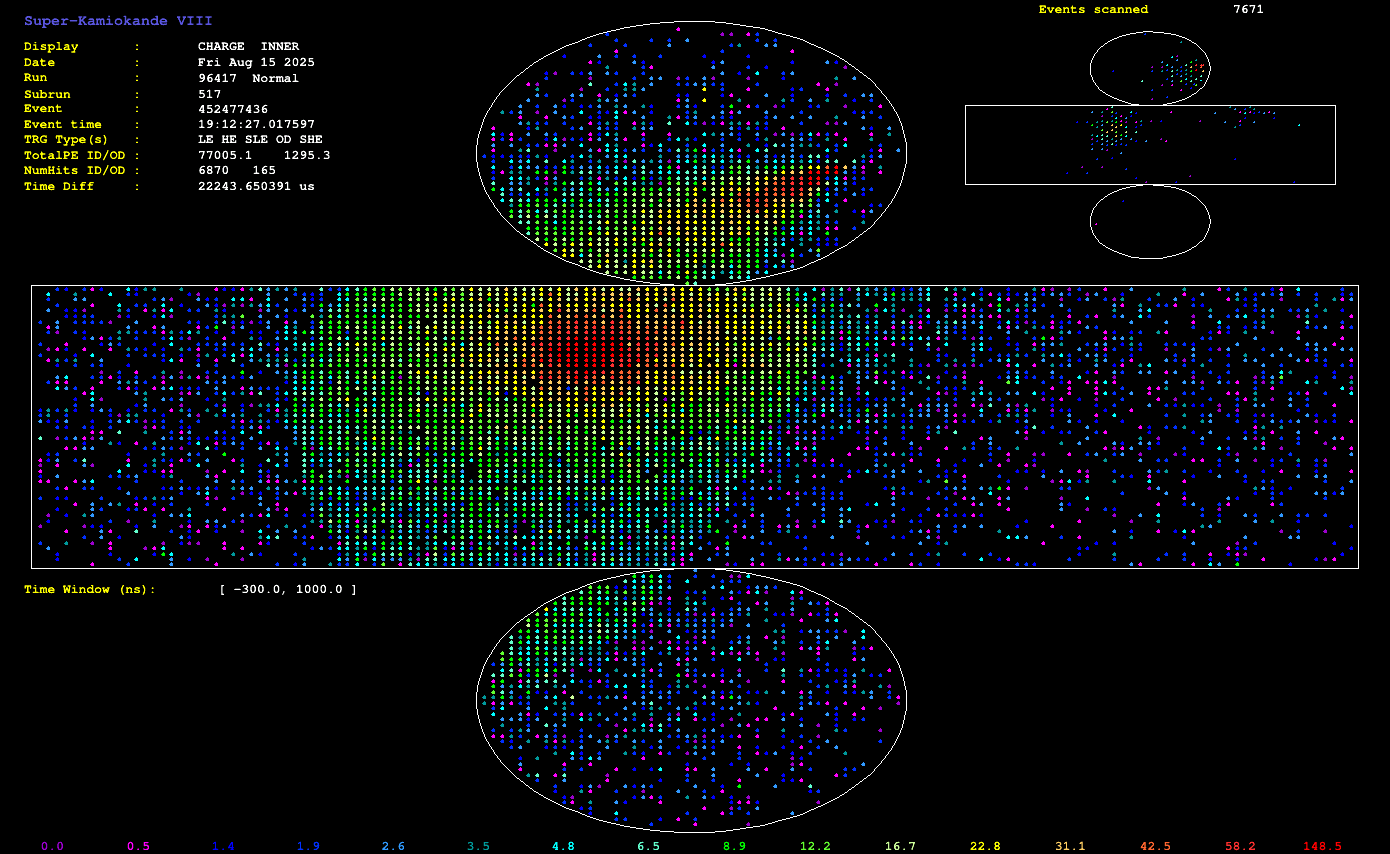 Super-Kamiokande VIII
Events scanned 7671
Display : CHARGE INNER
Date : Fri Aug 15 2025
Run : 96417 Normal
Subrun : 517
Event : 452477436
Event time : 19:12:27.017597
TRG Type(s) : LE HE SLE OD SHE
TotalPE ID/OD : 77005.1 1295.3
NumHits ID/OD : 6870 165
Time Diff : 22243.650391 us
Time Window (ns): [ -300.0, 1000.0 ]
0.0 0.5 1.4 1.9 2.6 3.5 4.8 6.5 8.9 12.2 16.7 22.8 31.1 42.5 58.2 148.5